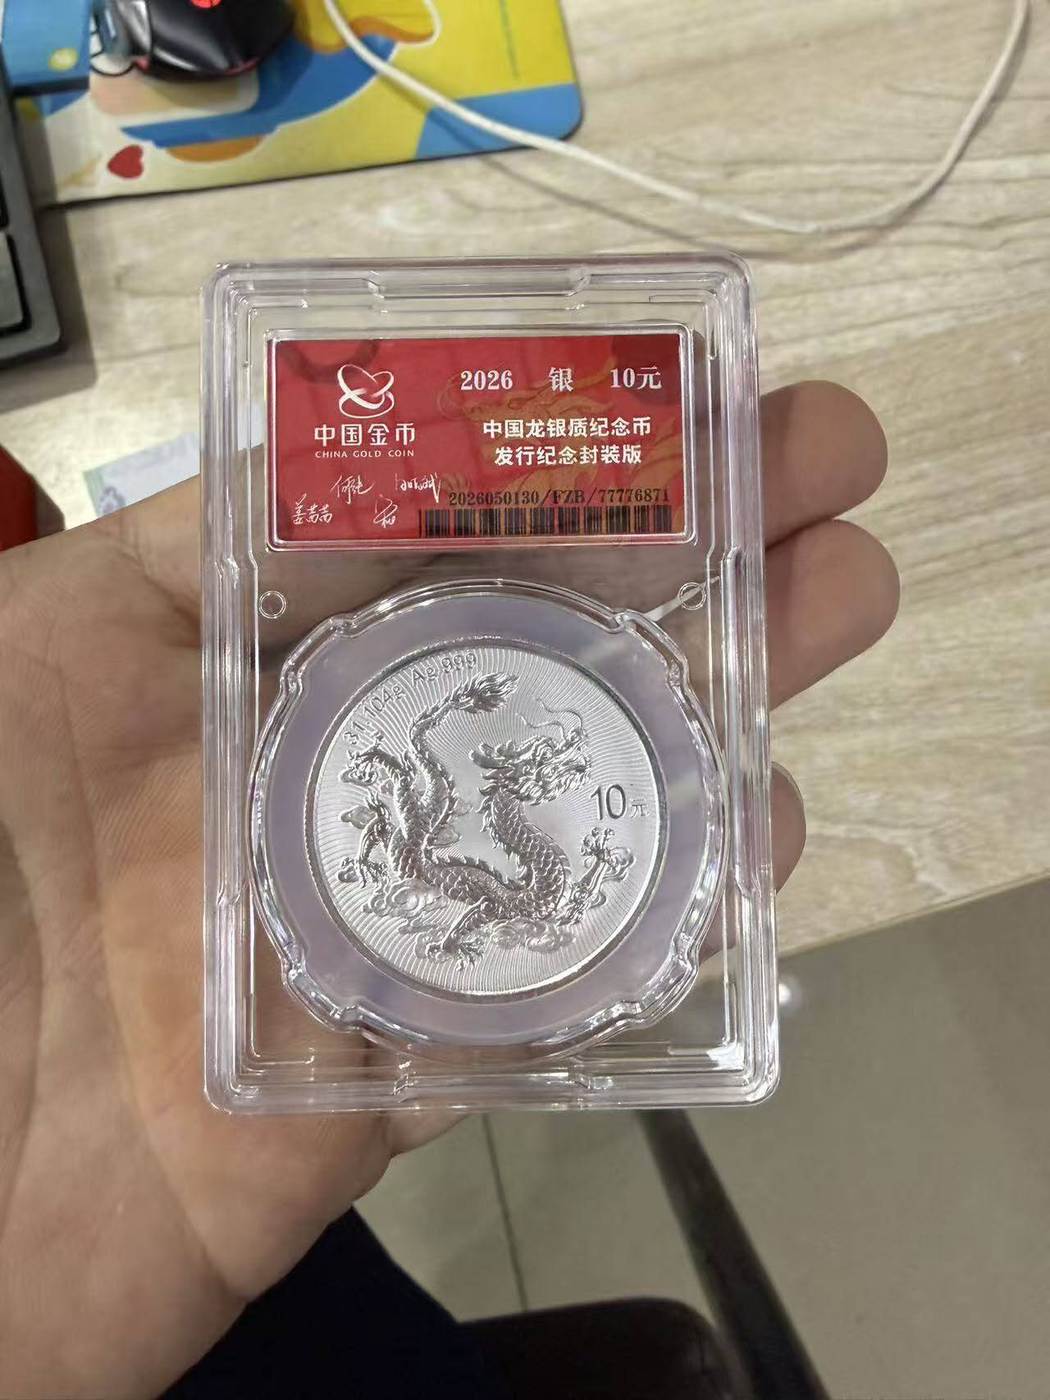 2026 银 10元
中国金币
CHINA GOLD COIN
中国龙银质纪念币
发行纪念封装版
2026050130/FZB/77776871
31.104g Ag 999
10元